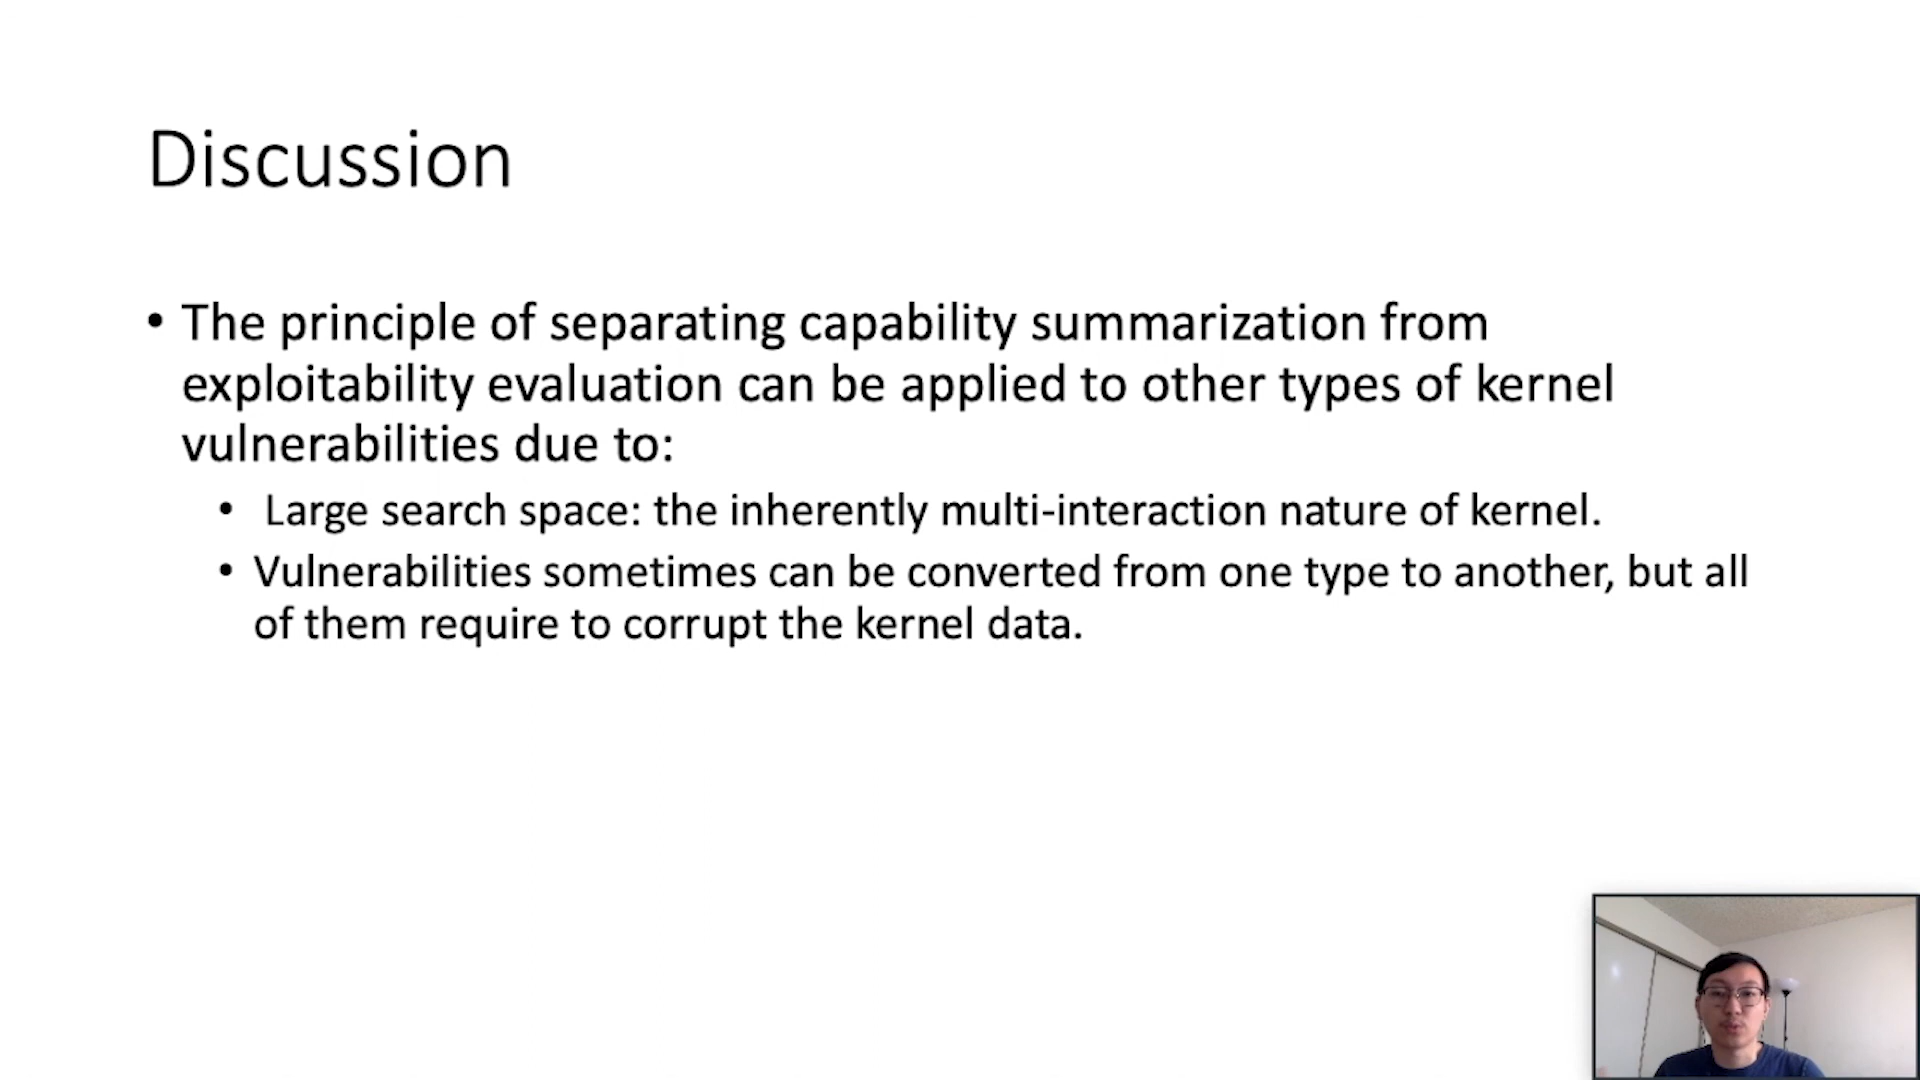 Discussion
• The principle of separating capability summarization from
exploitability evaluation can be applied to other types of kernel
vulnerabilities due to:
• Large search space: the inherently multi-interaction nature of kernel.
• Vulnerabilities sometimes can be converted from one type to another, but all
of them require to corrupt the kernel data.